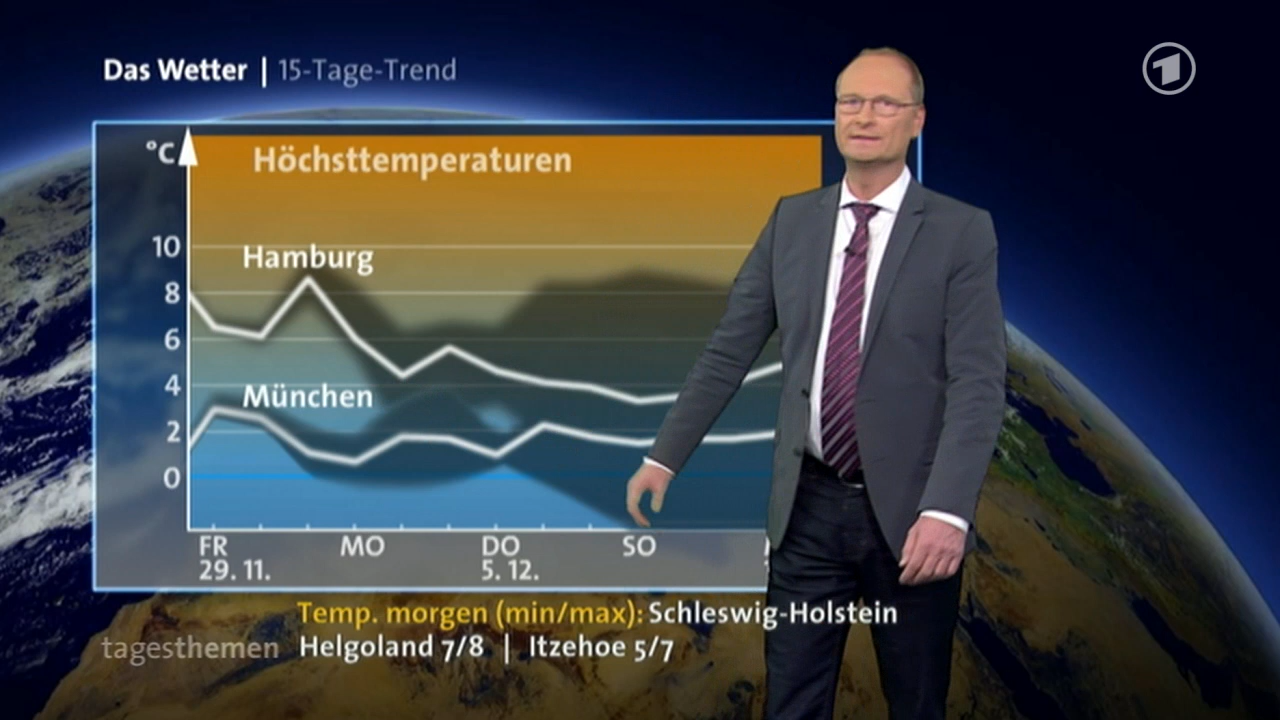 Das Wetter | 15-Tage-Trend
1
°C
Höchsttemperaturen
10
Hamburg
8
6
4
München
2
0
FR MO DO SO
29. 11. 5. 12.
Temp. morgen (min/max): Schleswig-Holstein
tagesthemen Helgoland 7/8 | Itzehoe 5/7